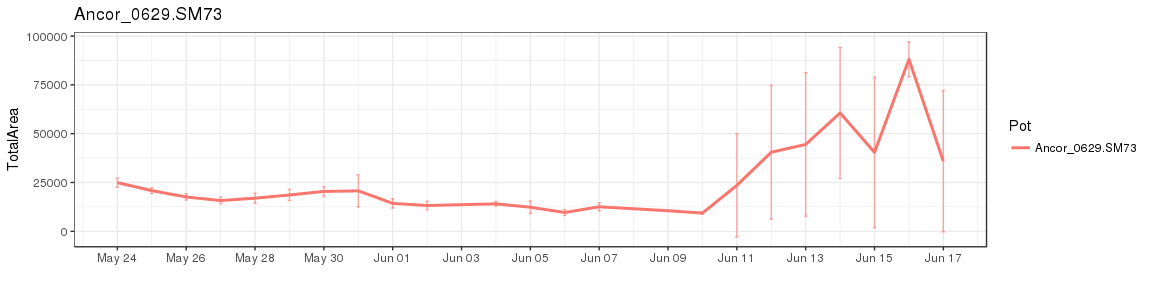 Ancor_0629.SM73
100000
75000
50000
25000
0
TotalArea
May 24 May 26 May 28 May 30 Jun 01 Jun 03 Jun 05 Jun 07 Jun 09 Jun 11 Jun 13 Jun 15 Jun 17
Pot
Ancor_0629.SM73